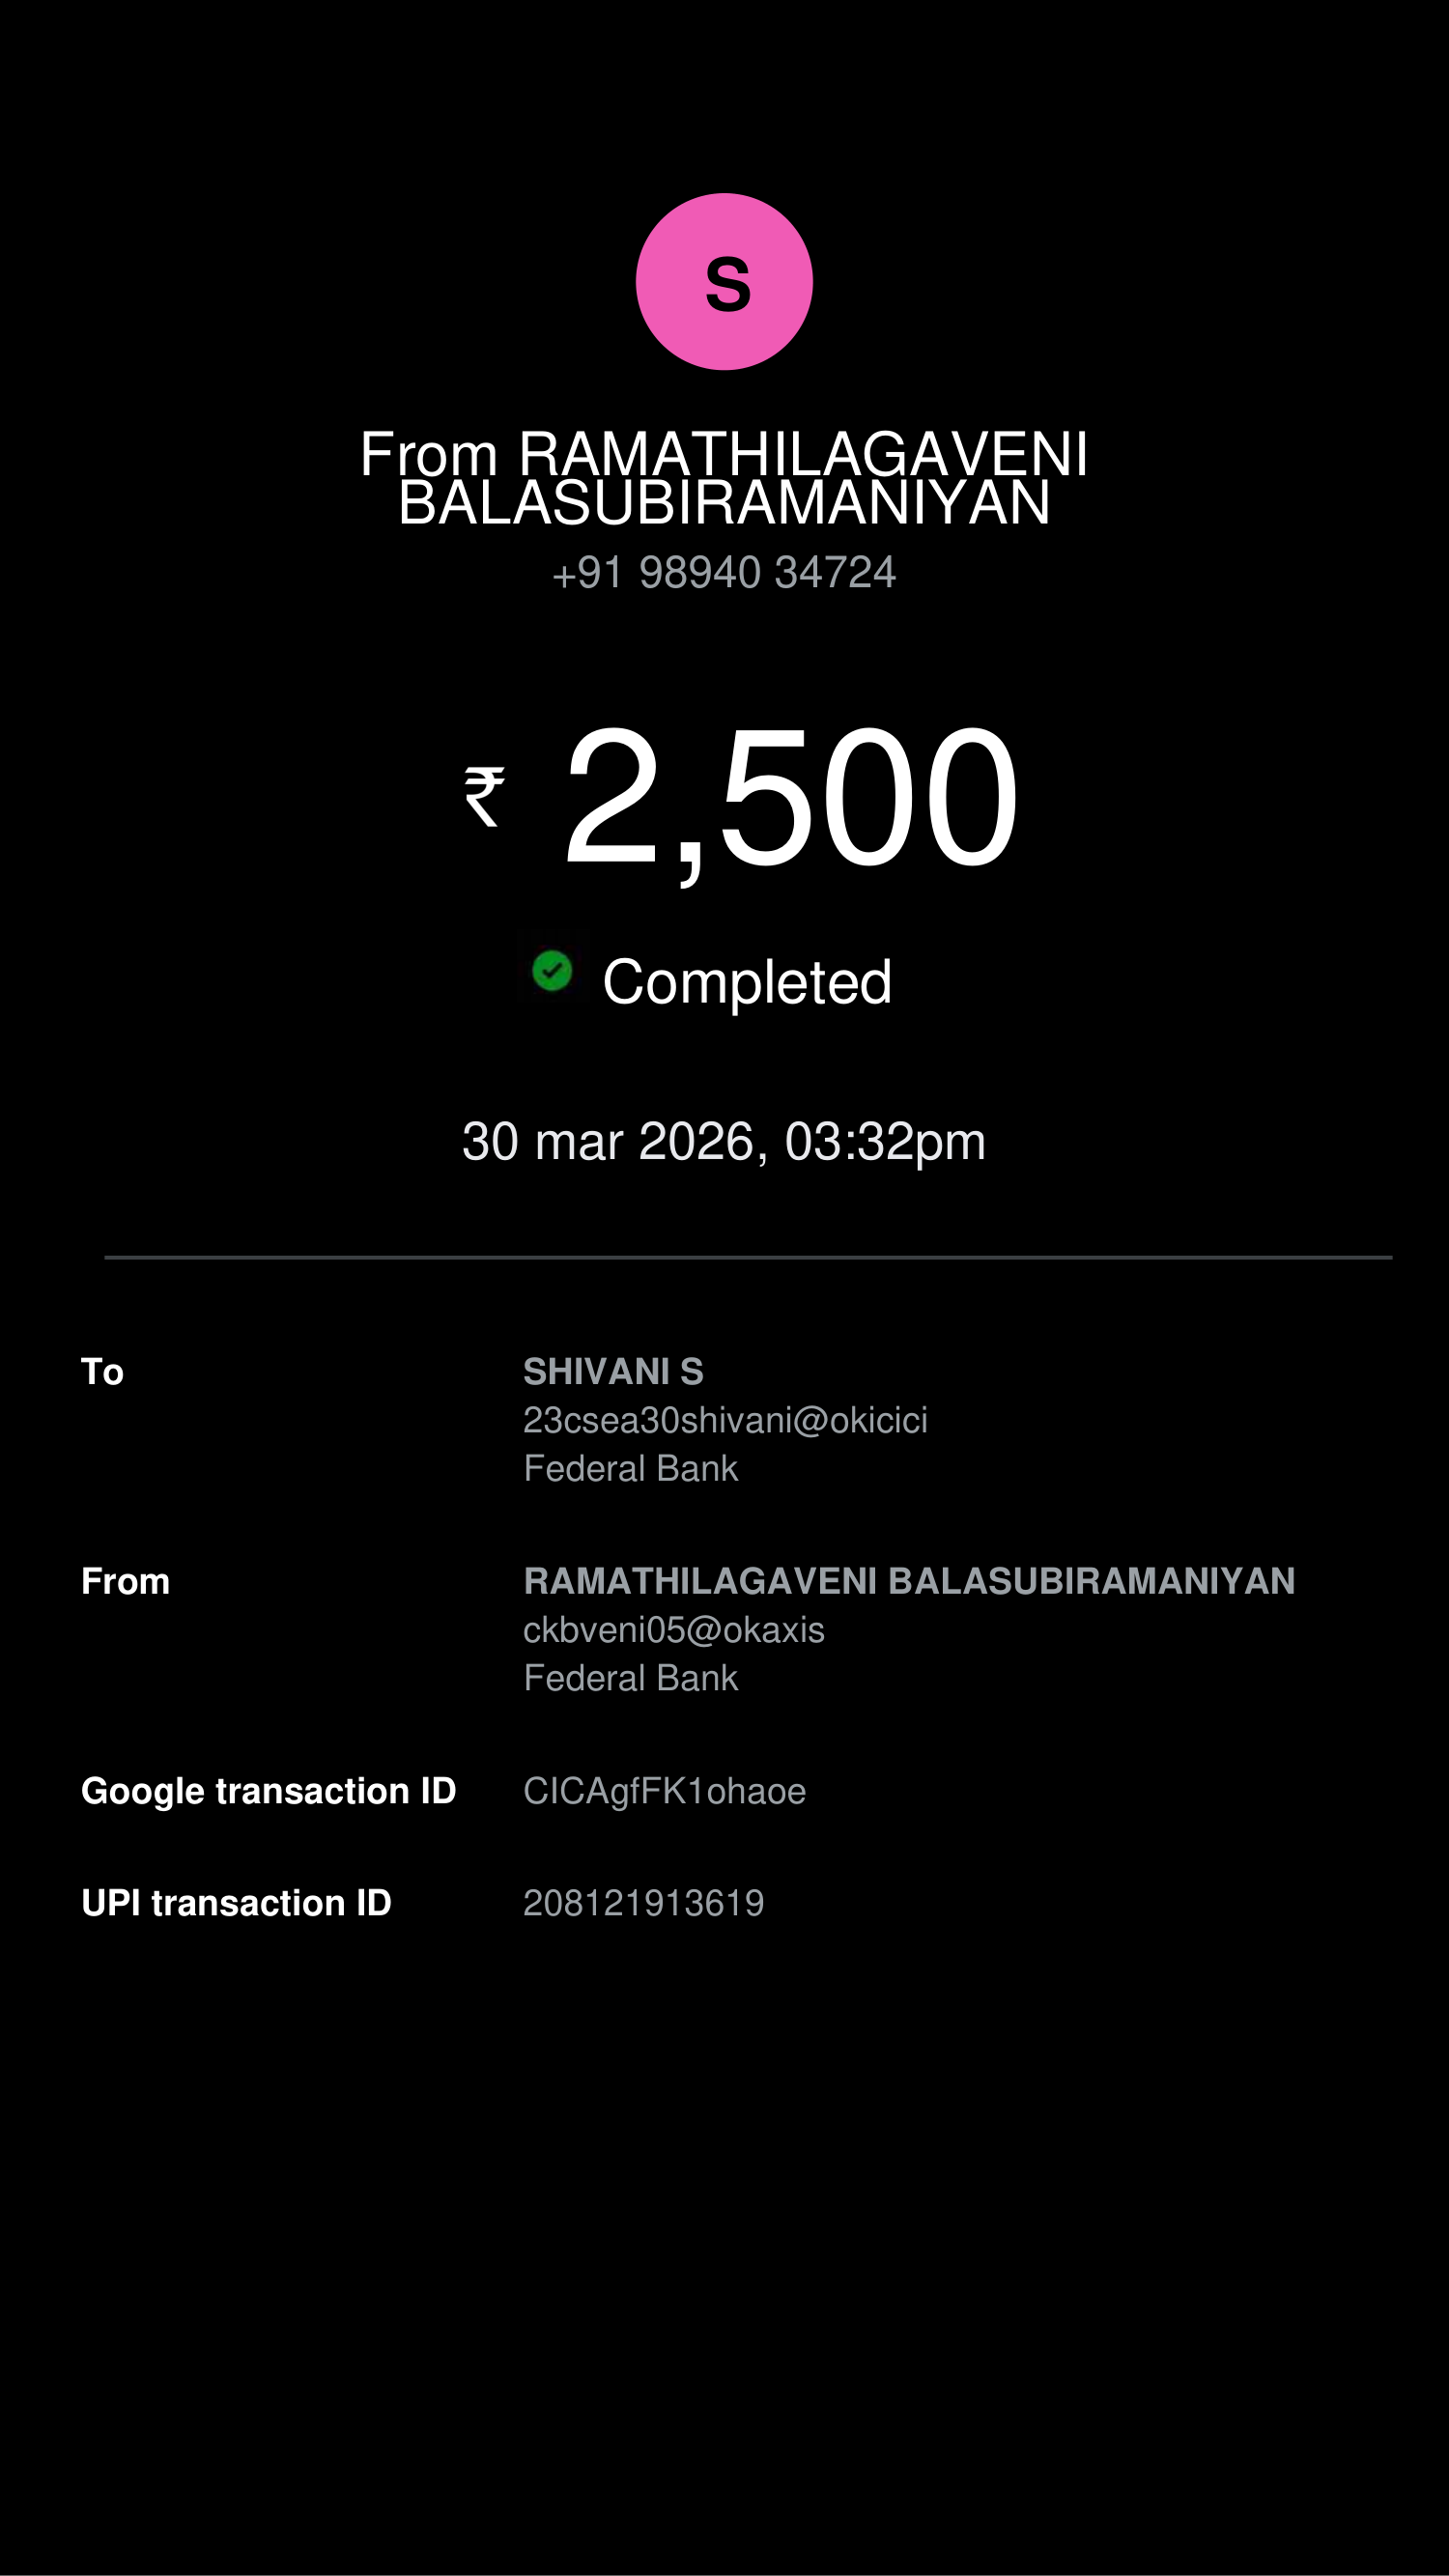 S
From RAMATHILAGAVENI
BALASUBIRAMANIYAN
+91 98940 34724
₹ 2,500
Completed
30 mar 2026, 03:32pm
To
SHIVANI S
23csea30shivani@okicici
Federal Bank
From
RAMATHILAGAVENI BALASUBIRAMANIYAN
ckbveni05@okaxis
Federal Bank
Google transaction ID
CICAgfFK1ohaoe
UPI transaction ID
208121913619